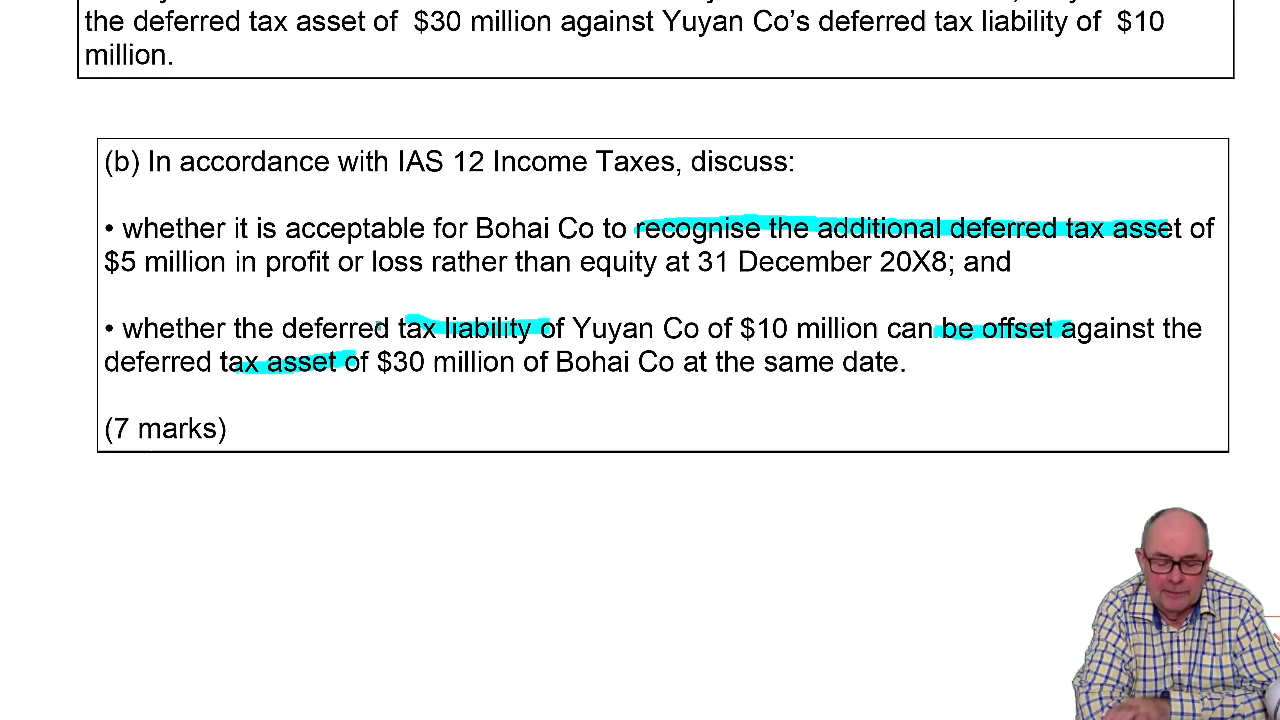 the deferred tax asset of $30 million against Yuyan Co's deferred tax liability of $10
million.
(b) In accordance with IAS 12 Income Taxes, discuss:
• whether it is acceptable for Bohai Co to recognise the additional deferred tax asset of
$5 million in profit or loss rather than equity at 31 December 20X8; and
• whether the deferred tax liability of Yuyan Co of $10 million can be offset against the
deferred tax asset of $30 million of Bohai Co at the same date.
(7 marks)